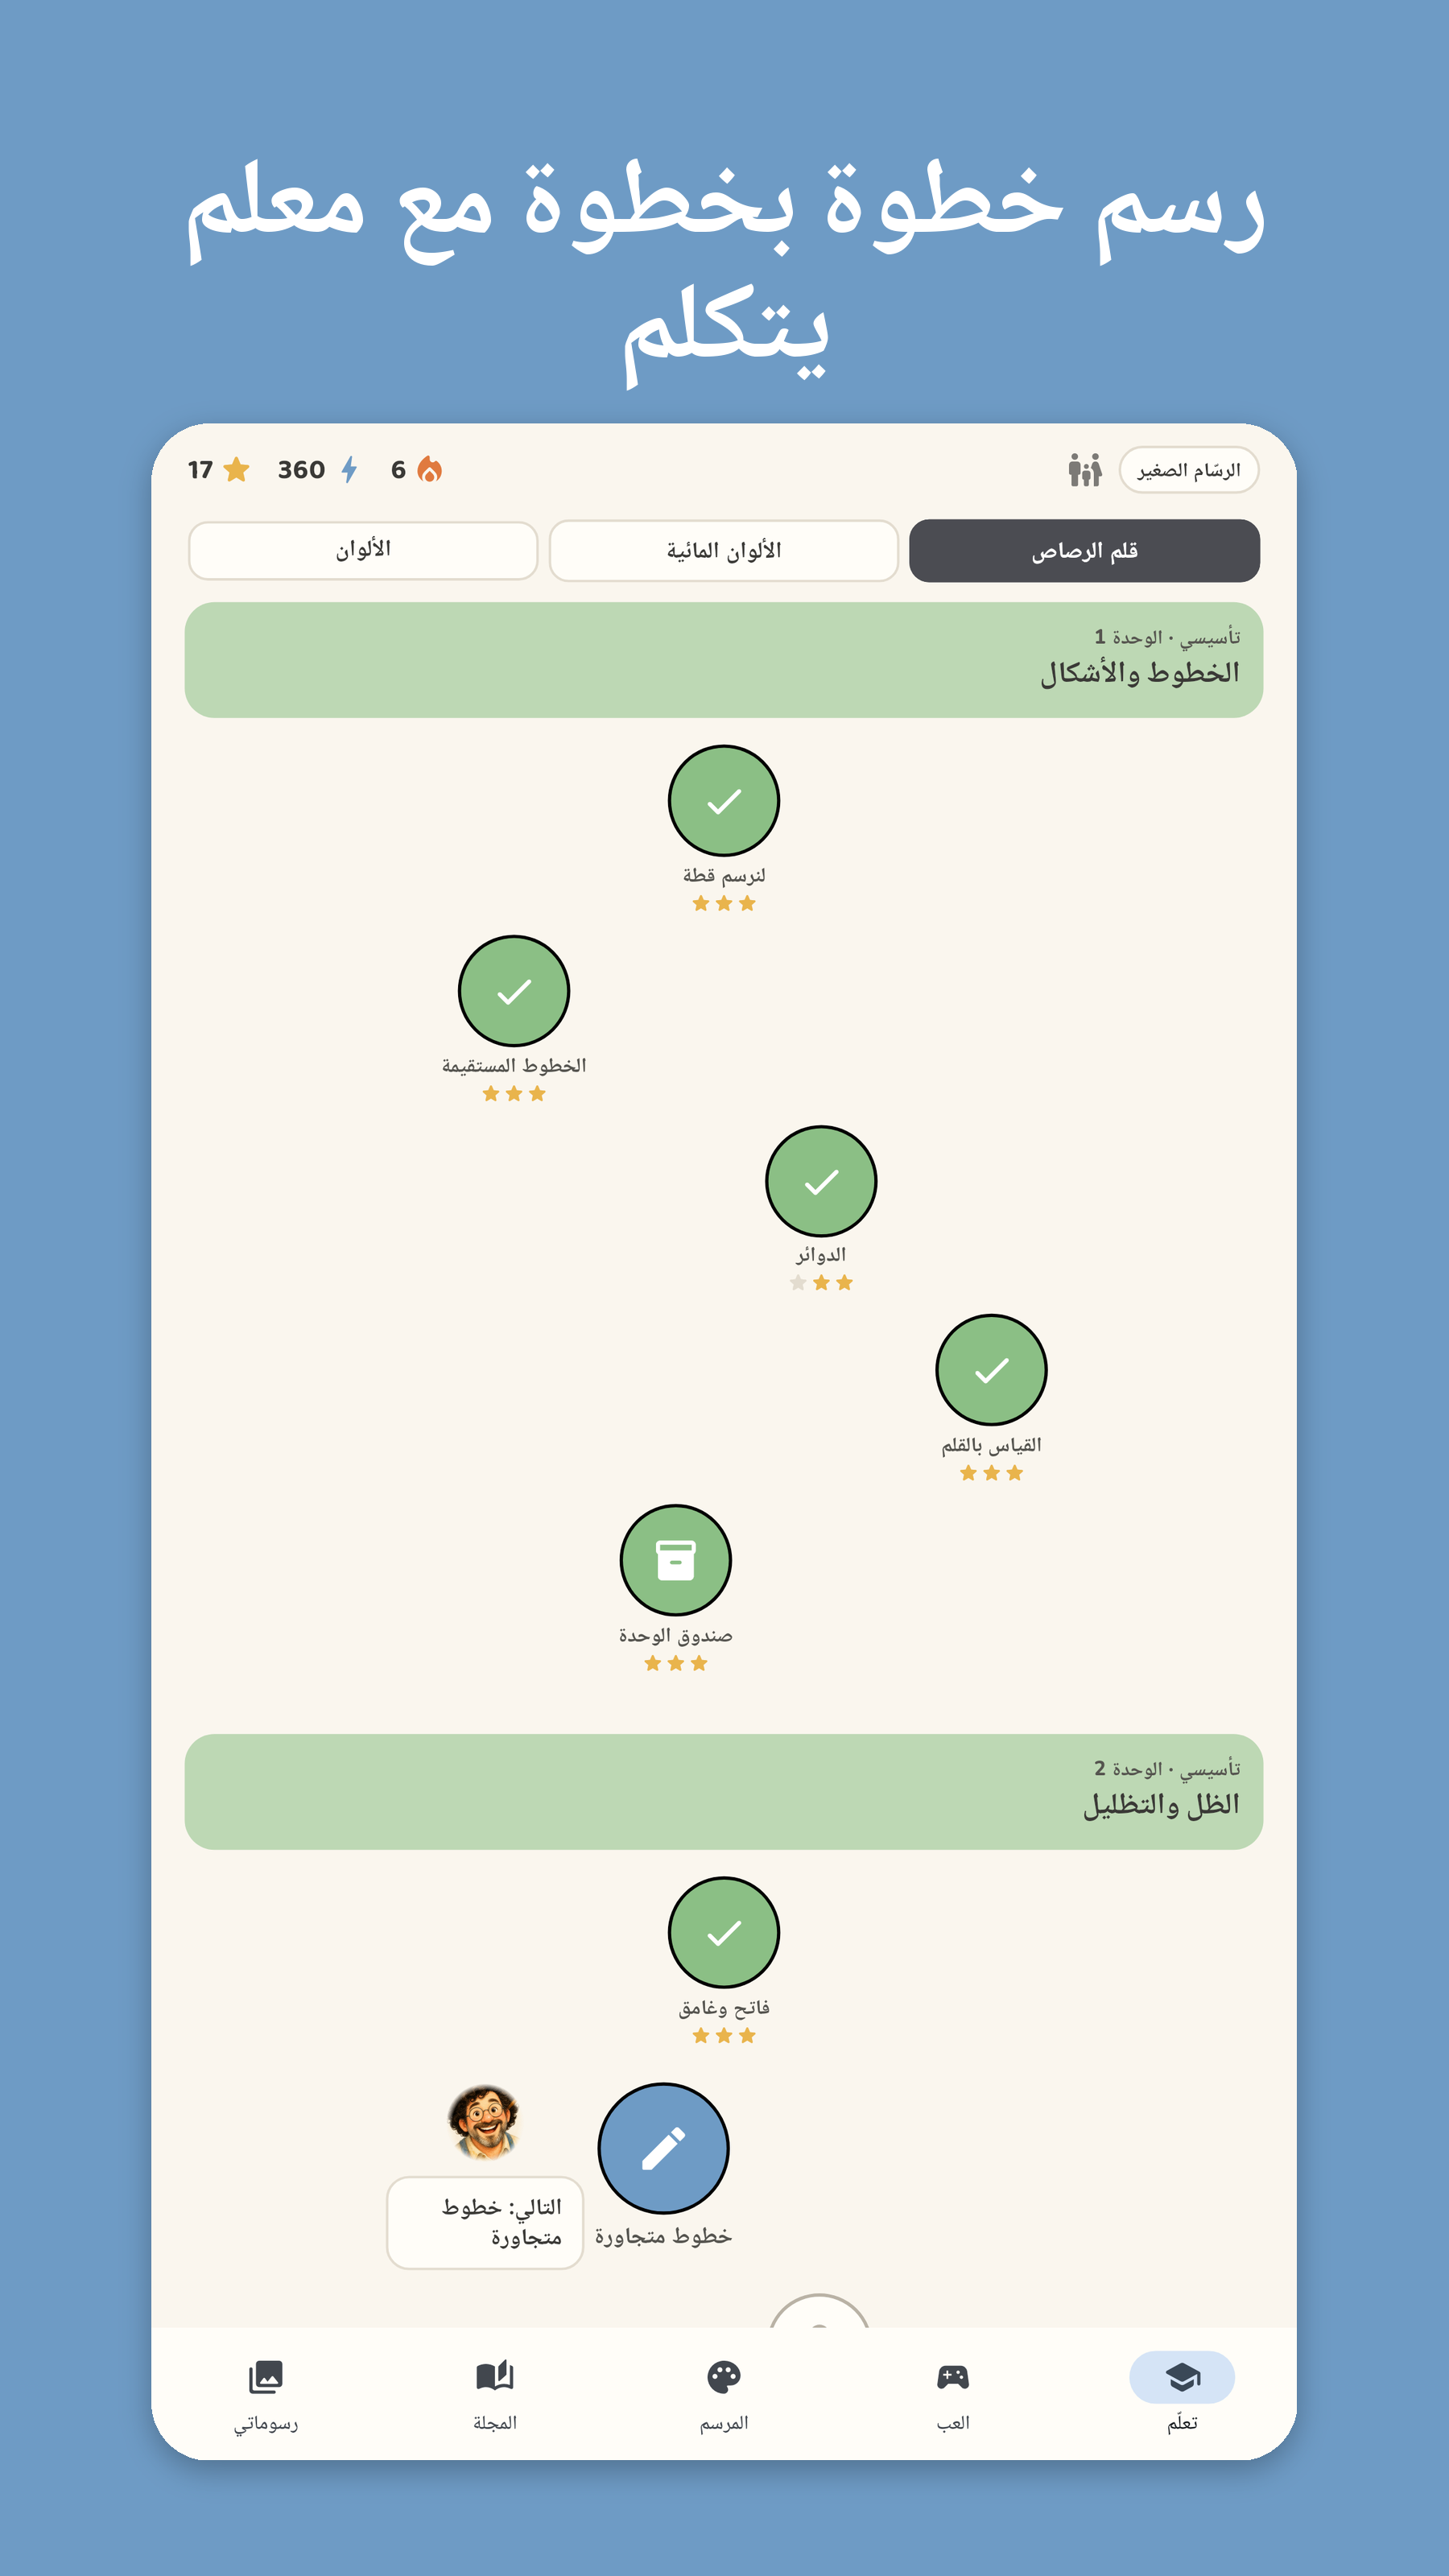 رسم خطوة بخطوة مع معلم
يتكلم
الرسّام الصغير
6
360
17
قلم الرصاص
الألوان المائية
الألوان
تأسيسي · الوحدة 1
الخطوط والأشكال
لنرسم قطة
الخطوط المستقيمة
الدوائر
القياس بالقلم
صندوق الوحدة
تأسيسي · الوحدة 2
الظل والتظليل
فاتح وغامق
خطوط متجاورة
التالي: خطوط
متجاورة
تعلّم
العب
المرسم
المجلة
رسوماتي